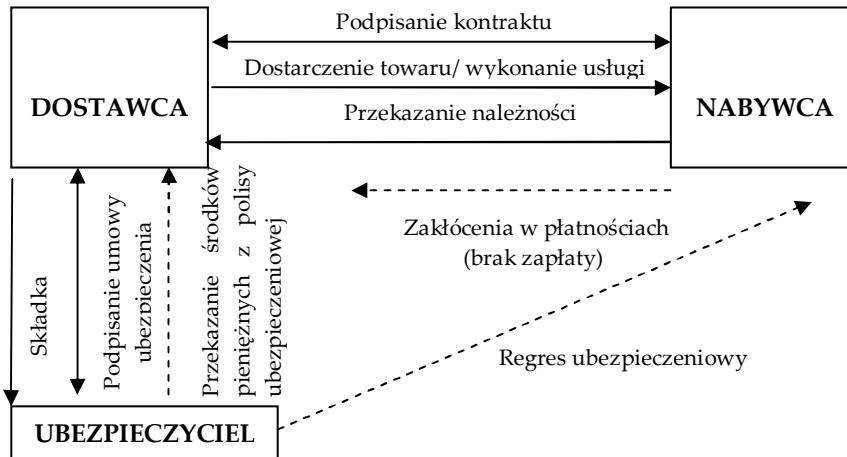 Podpisanie kontraktu
Dostarczenie towaru/ wykonanie usługi
DOSTAWCA
NABYWCA
Przekazanie należności
Zakłócenia w płatnościach
(brak zapłaty)
Składka
Podpisanie umowy
ubezpieczenia
Przekazanie środków
pieniężnych z polisy
ubezpieczeniowej
Regres ubezpieczeniowy
UBEZPIECZYCIEL